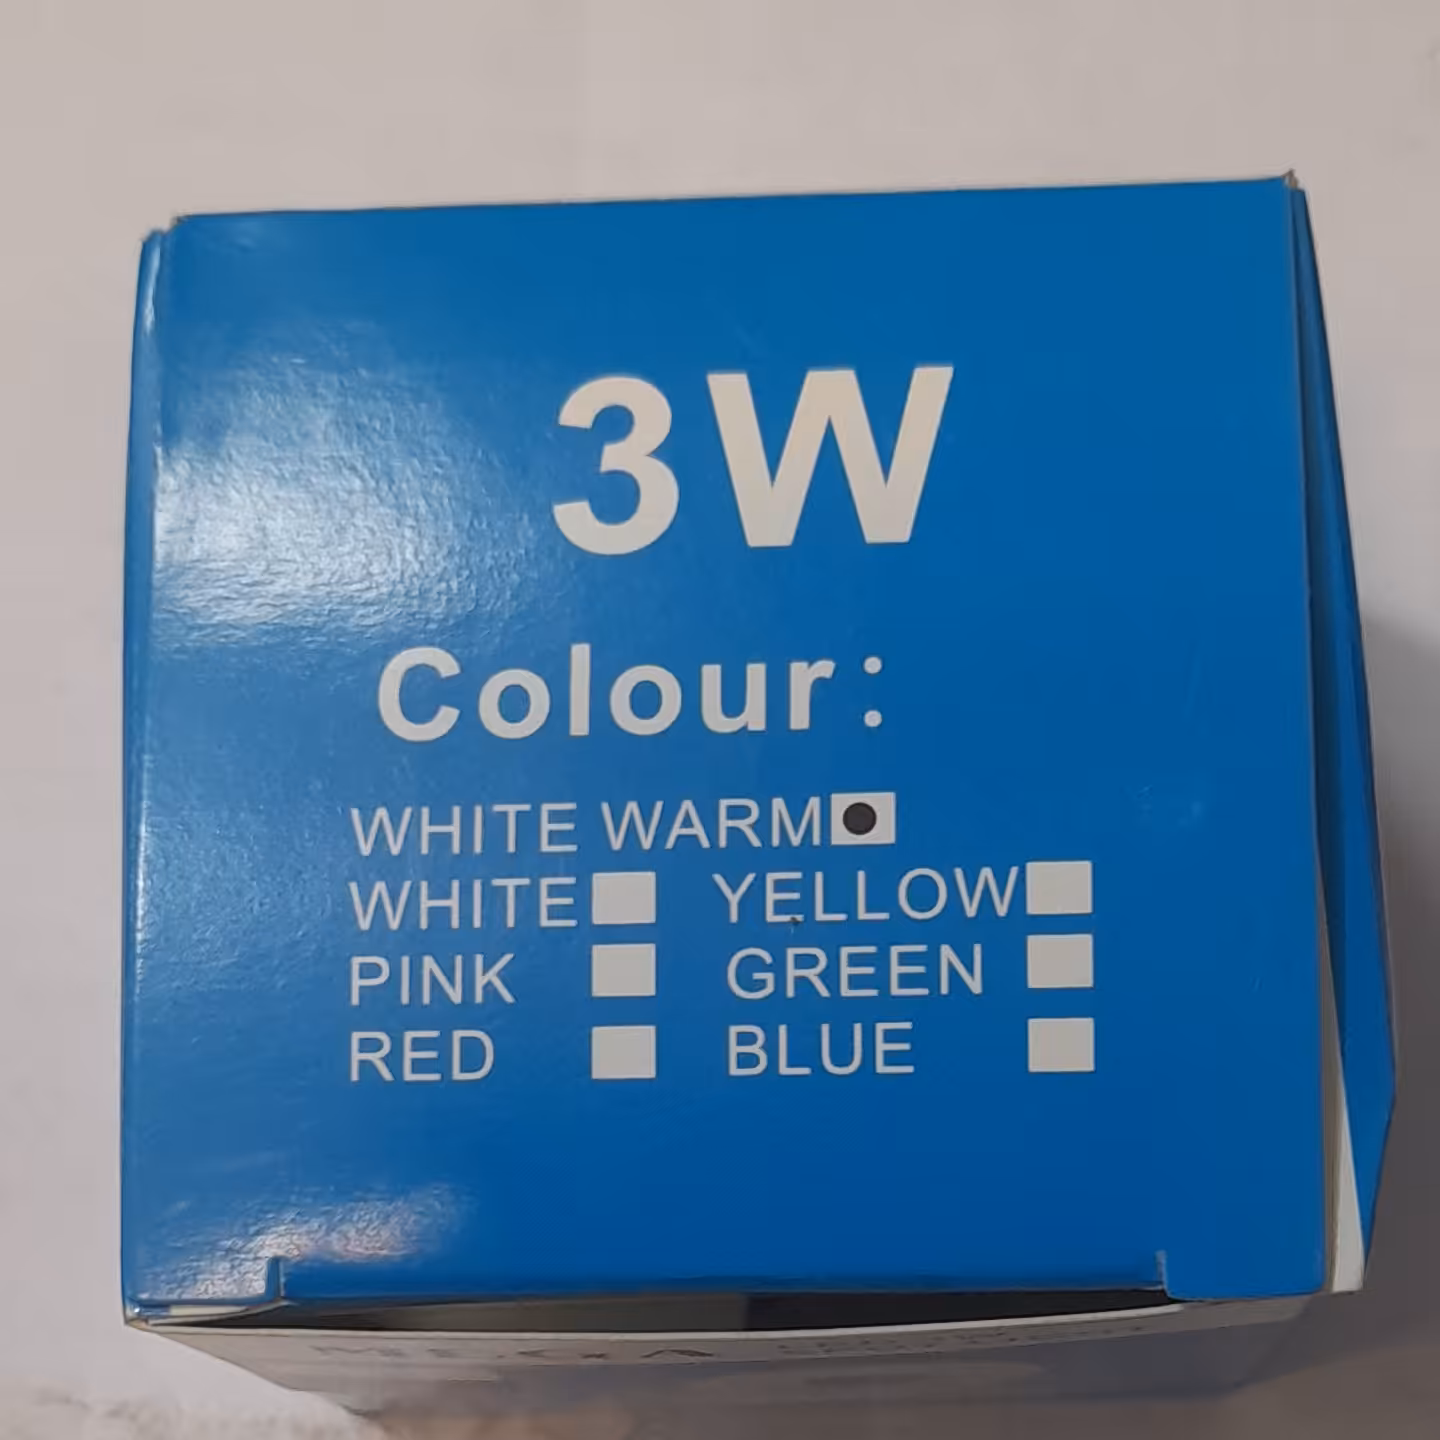 3W
Colour:
WHITE WARM
WHITE YELLOW
PINK GREEN
RED BLUE